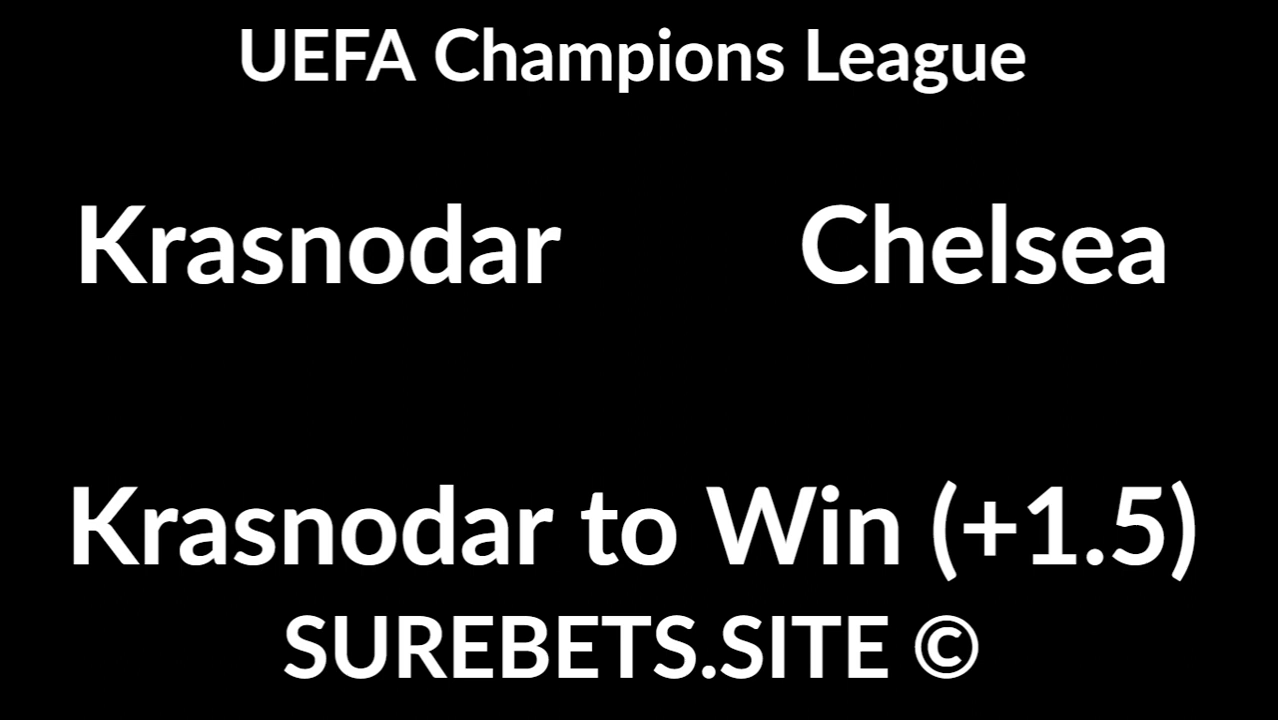 UEFA Champions League
Krasnodar Chelsea
Krasnodar to Win (+1.5)
SUREBETS.SITE ©